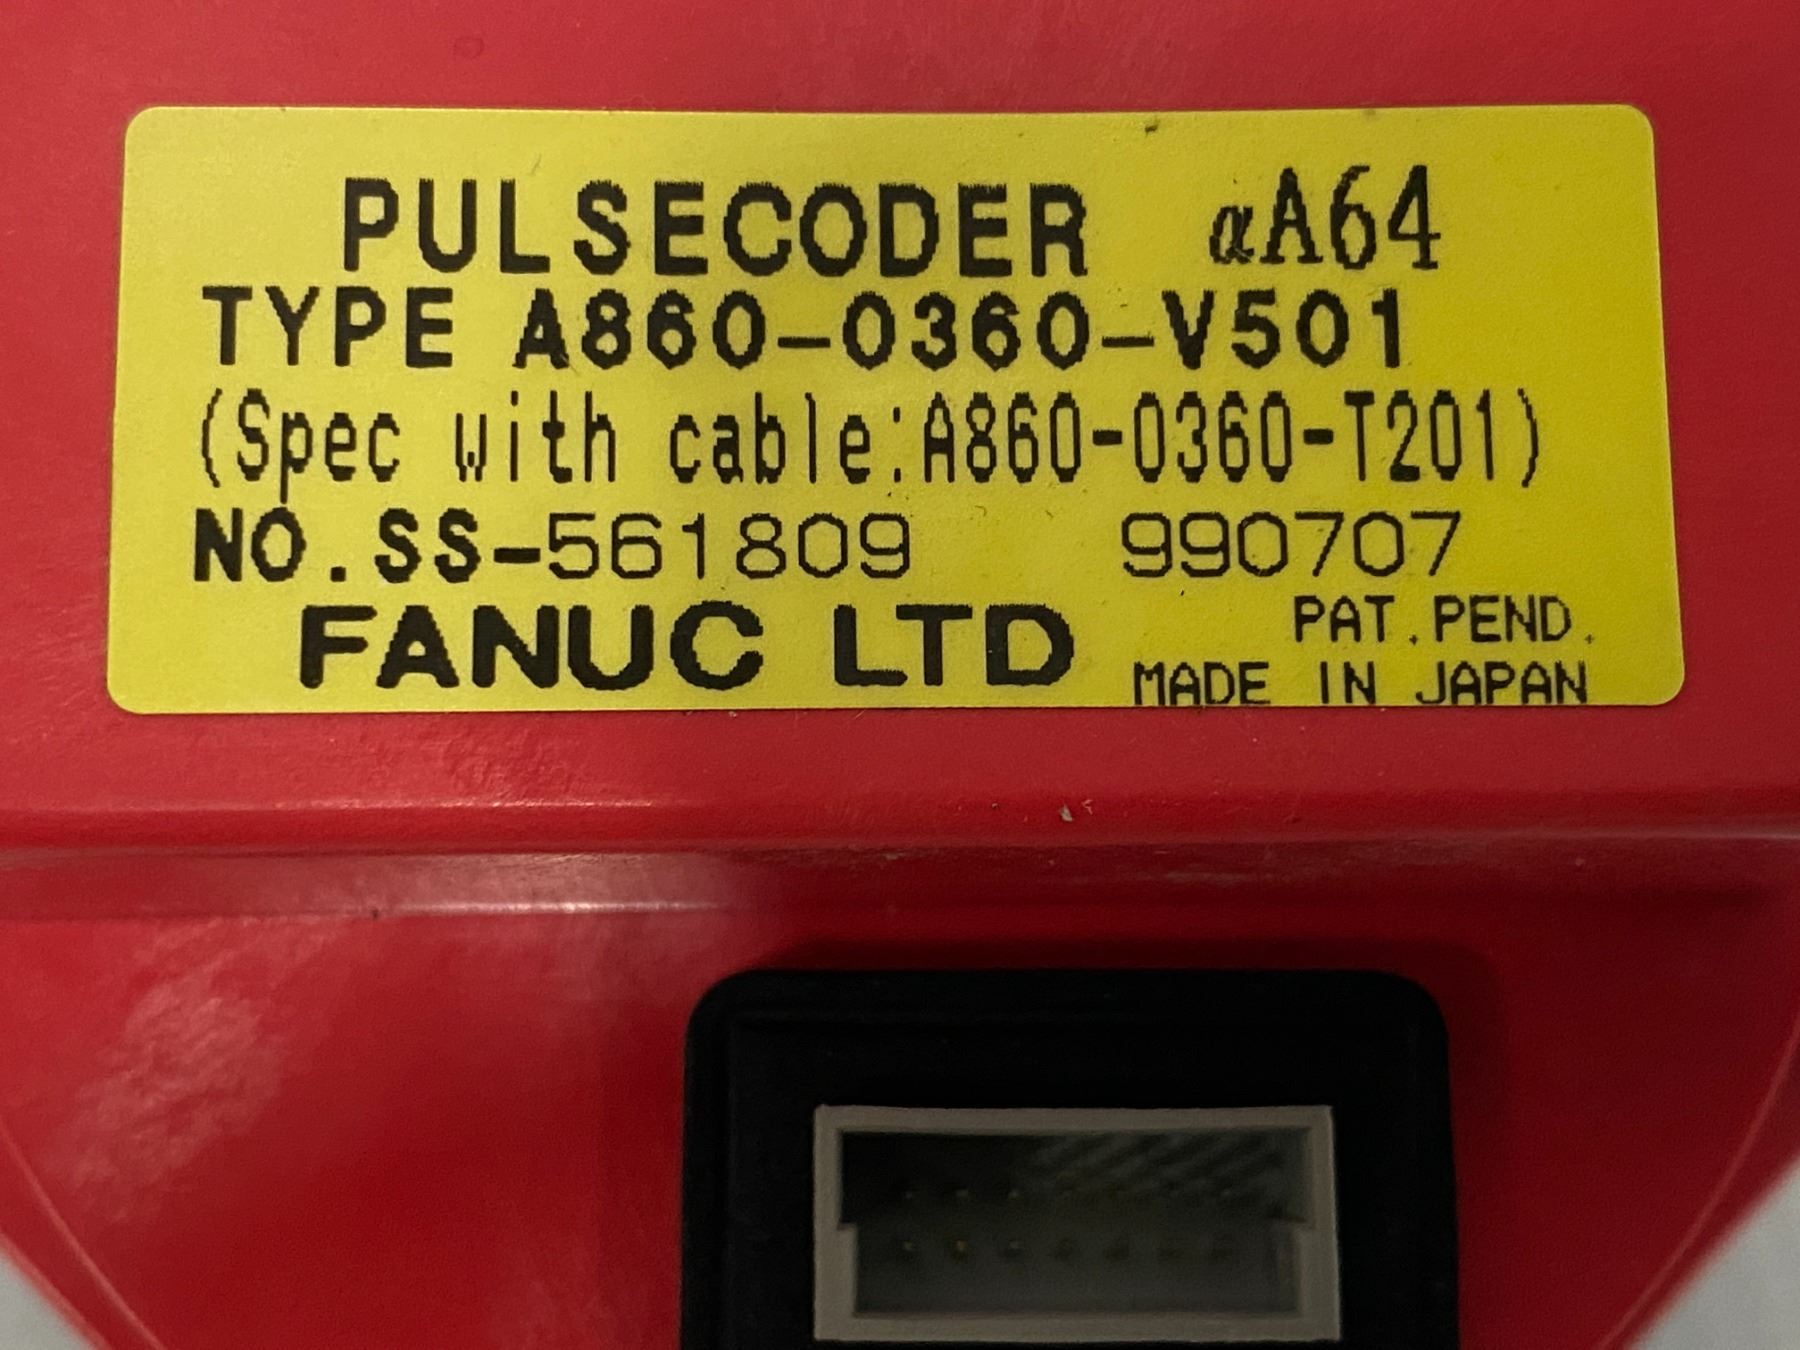 PULSECODER αA64
TYPE A860-0360-V501
(Spec with cable:A860-0360-T201)
NO.SS-561809 990707
FANUC LTD PAT.PEND.
MADE IN JAPAN